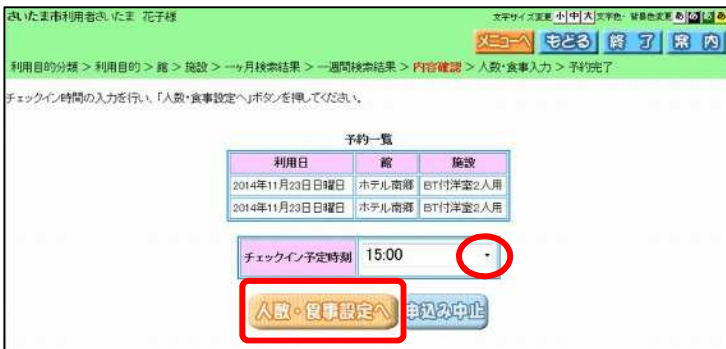 さいたま市利用者さいたま 花子様
文字サイズ変更 小 中 大 文字色・背景色変更 あ あ あ あ
メニューへ もどる 終了 案内
利用目的分類 > 利用目的 > 館 > 施設 > 一ヶ月検索結果 > 一週間検索結果 > 内容確認 > 人数・食事入力 > 予約完了
チェックイン時間の入力を行い、「人数・食事設定へ」ボタンを押してください。
予約一覧
利用日 館 施設
2014年11月23日日曜日 ホテル南郷 BT付洋室2人用
2014年11月23日日曜日 ホテル南郷 BT付洋室2人用
チェックイン予定時刻 15:00
人数・食事設定へ 申込み中止